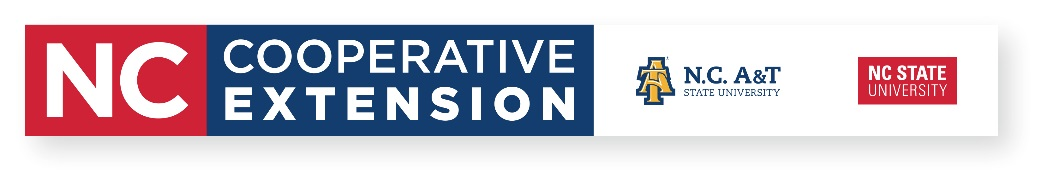 NC
COOPERATIVE
EXTENSION
N.C. A&T
STATE UNIVERSITY
NC STATE
UNIVERSITY